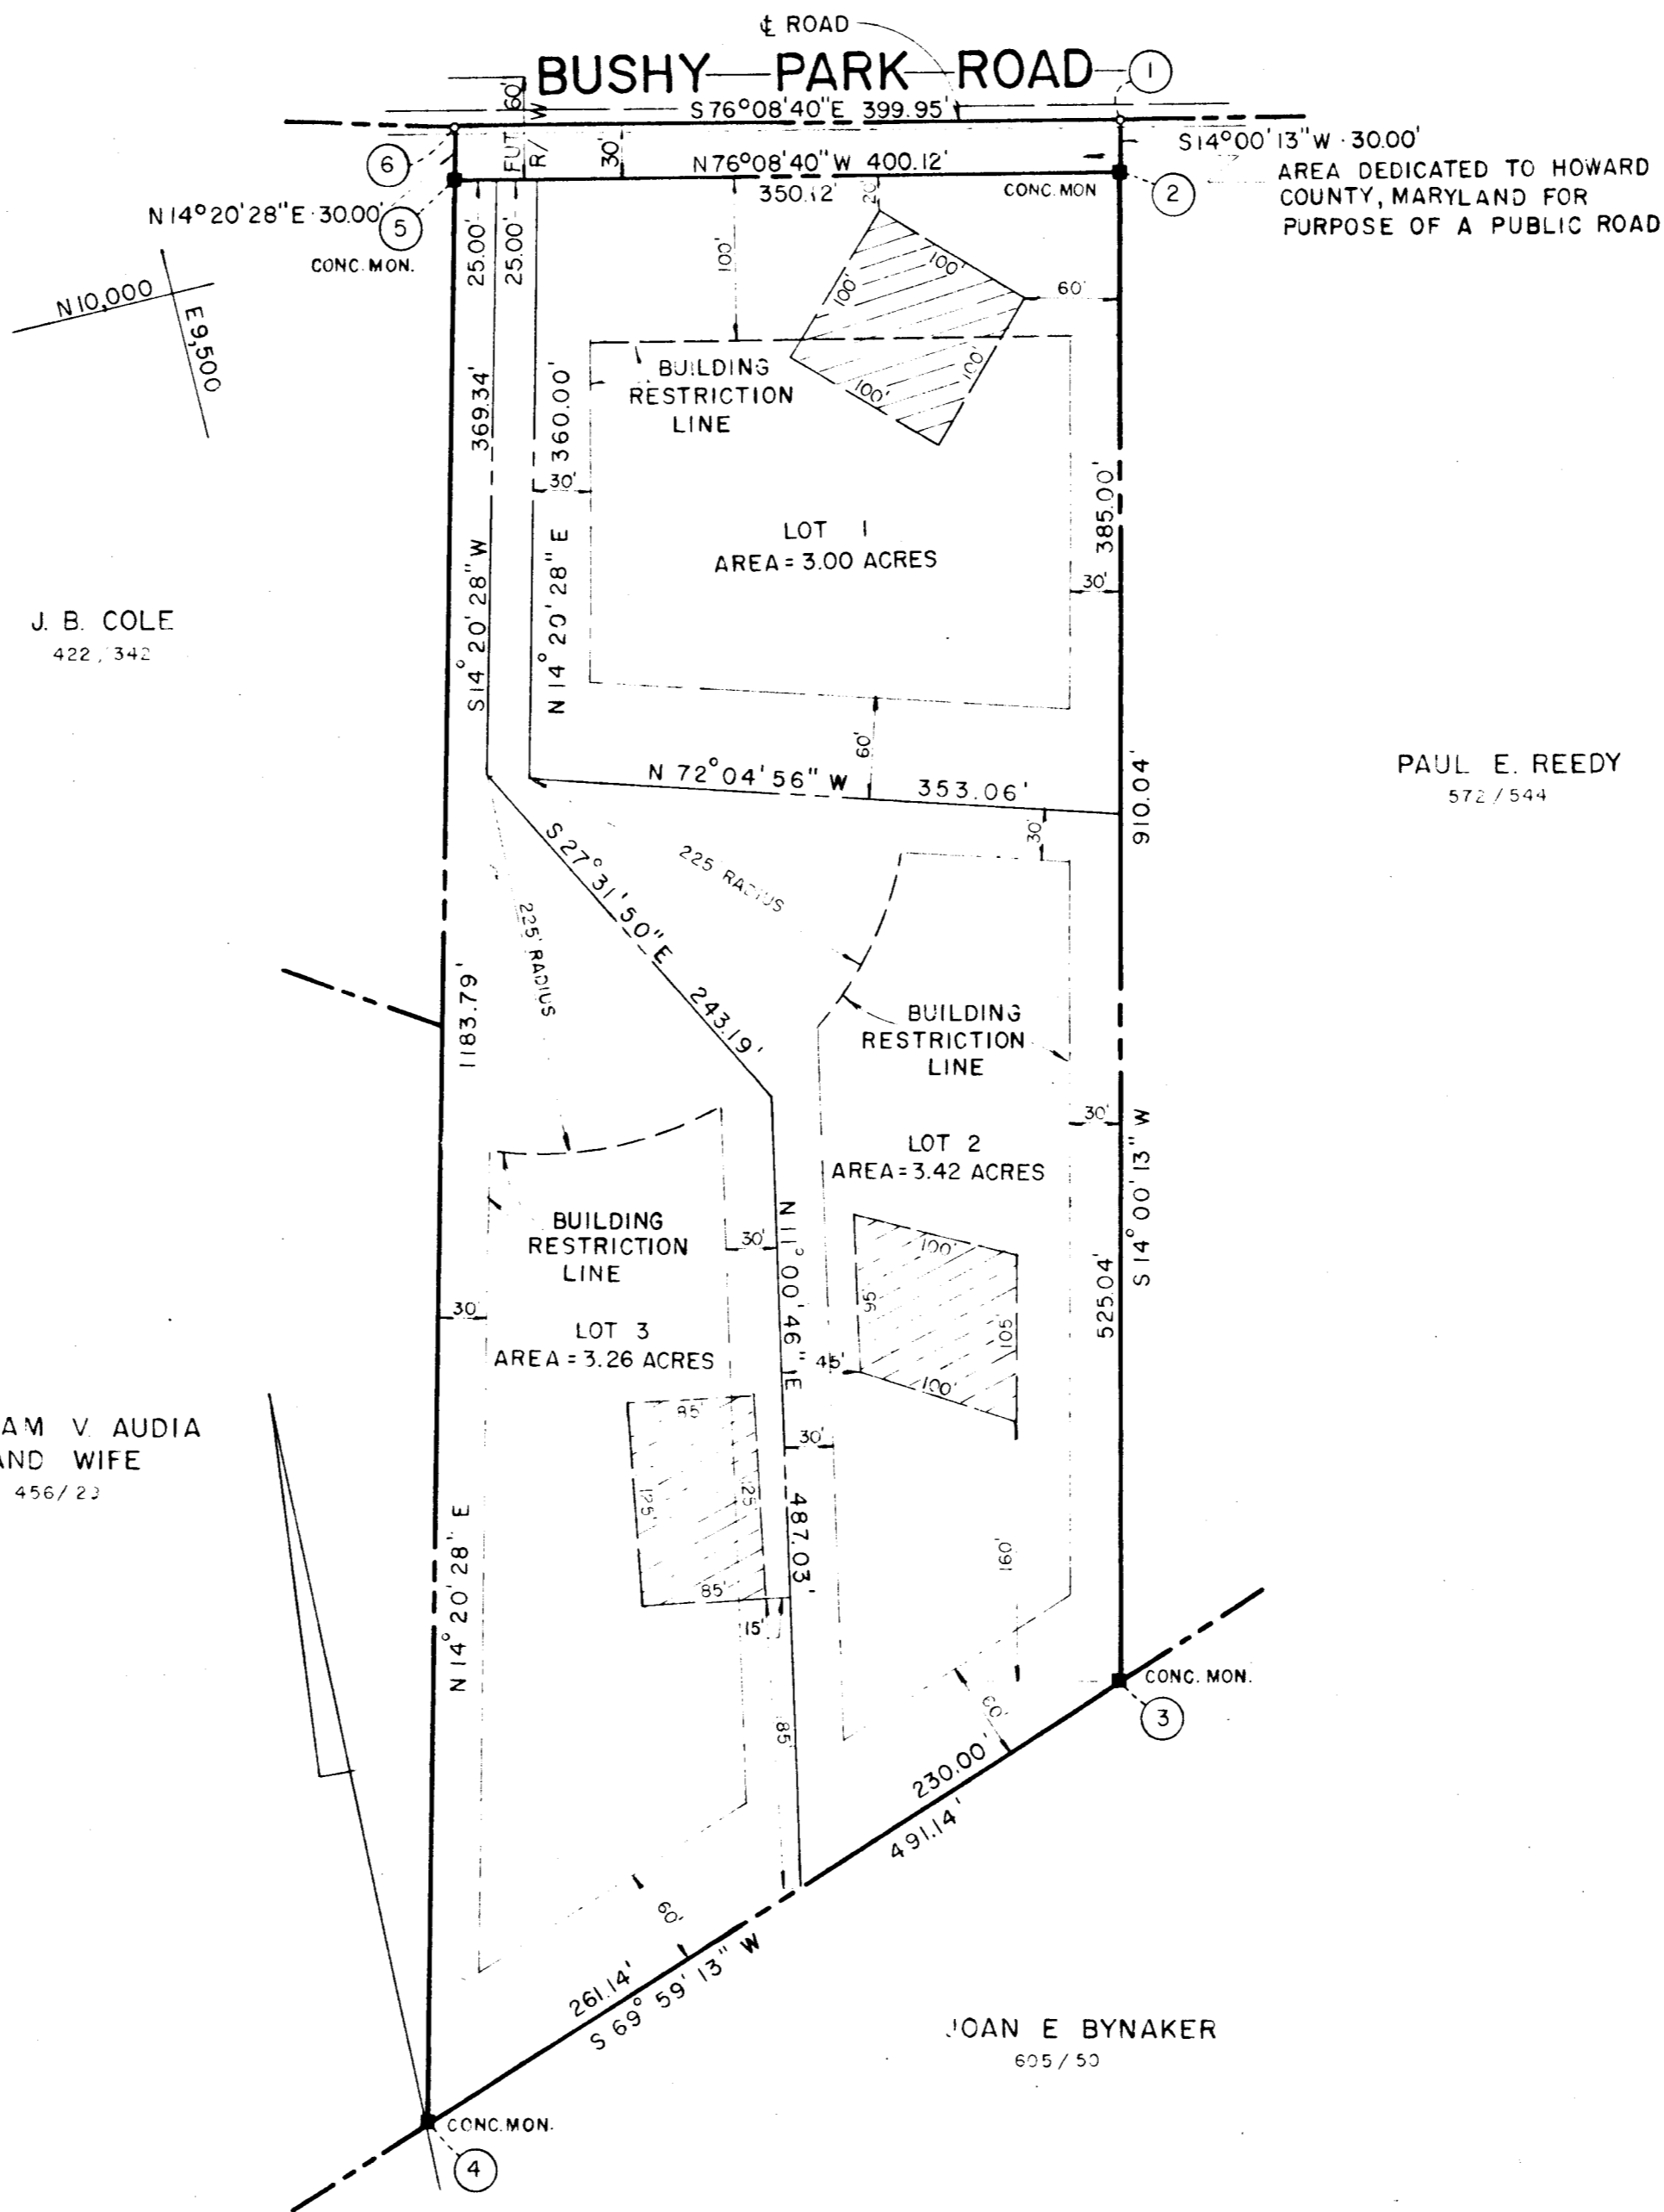 ℄ ROAD
BUSHY PARK ROAD
1
S76°08'40"E 399.95'
60'
FUT
R/W
30'
6
S14°00'13"W · 30.00'
N76°08'40"W 400.12'
AREA DEDICATED TO HOWARD
COUNTY, MARYLAND FOR
PURPOSE OF A PUBLIC ROAD
350.12'
20'
CONC. MON
2
N14°20'28"E · 30.00'
5
CONC. MON.
25.00'
25.00'
100'
100'
100'
100'
100'
60'
N10,000
E9,500
BUILDING
RESTRICTION
LINE
369.34'
360.00'
30'
385.00'
LOT 1
AREA = 3.00 ACRES
30'
S14°20'28"W
N14°20'28"E
J. B. COLE
422/342
60'
N 72°04'56" W 353.06'
910.04'
PAUL E. REEDY
572/544
30'
S27°31'50"E
243.19'
225' RADIUS
225' RADIUS
1183.79'
BUILDING
RESTRICTION
LINE
30'
S 14°00'13" W
LOT 2
AREA = 3.42 ACRES
BUILDING
RESTRICTION
LINE
30'
N11°00'46"E
100'
95'
105'
100'
45'
525.04'
30'
LOT 3
AREA = 3.26 ACRES
AM V. AUDIA
AND WIFE
456/23
85'
125'
125'
85'
30'
487.03'
15'
85'
160'
N 14°20'28" E
CONC. MON.
3
60'
230.00'
491.14'
60'
261.14'
S 69° 59' 13" W
JOAN E BYNAKER
605/50
CONC. MON.
4